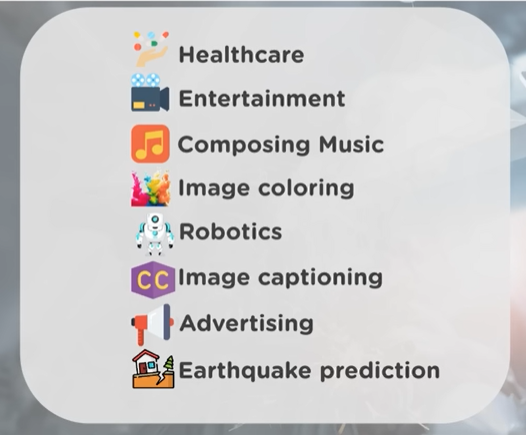 Healthcare
Entertainment
Composing Music
Image coloring
Robotics
CC Image captioning
Advertising
Earthquake prediction